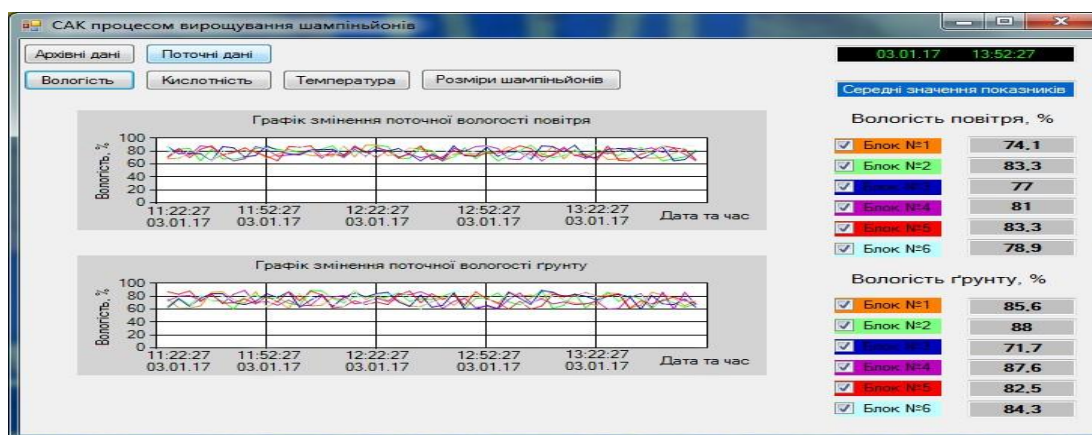 САК процесом вирощування шампіньйонів
Архівні дані
Поточні дані
03.01.17 13:52:27
Вологість
Кислотність
Температура
Розміри шампіньйонів
Середні значення показників
Графік змінення поточної вологості повітря
Вологість, %
100
80
60
40
20
0
11:22:27 11:52:27 12:22:27 12:52:27 13:22:27
03.01.17 03.01.17 03.01.17 03.01.17 03.01.17
Дата та час
Вологість повітря, %
Блок №1 74,1
Блок №2 83,3
Блок №3 77
Блок №4 81
Блок №5 83,3
Блок №6 78,9
Графік змінення поточної вологості ґрунту
Вологість, %
100
80
60
40
20
0
11:22:27 11:52:27 12:22:27 12:52:27 13:22:27
03.01.17 03.01.17 03.01.17 03.01.17 03.01.17
Дата та час
Вологість ґрунту, %
Блок №1 85,6
Блок №2 88
Блок №3 71,7
Блок №4 87,6
Блок №5 82,5
Блок №6 84,3